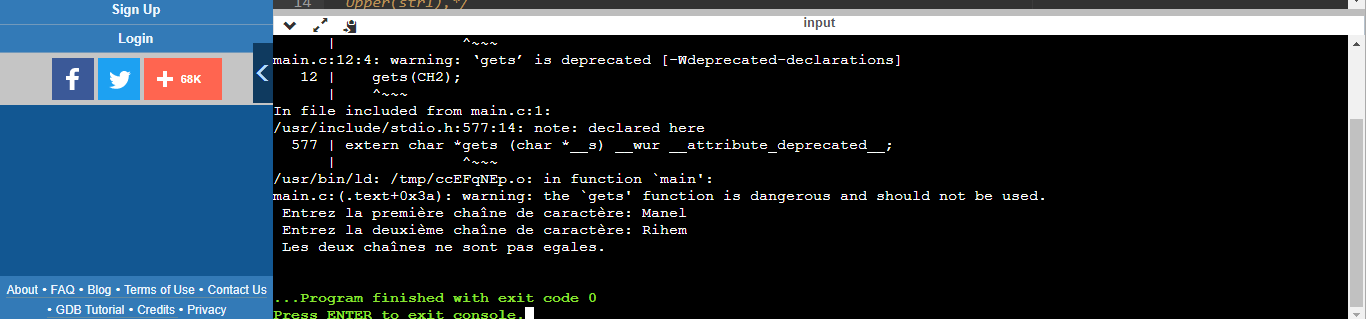 Sign Up
Login
68K
About • FAQ • Blog • Terms of Use • Contact Us
• GDB Tutorial • Credits • Privacy
14 Upper(str1),*/
input
| ^~~~
main.c:12:4: warning: ‘gets’ is deprecated [-Wdeprecated-declarations]
12 | gets(CH2);
| ^~~~
In file included from main.c:1:
/usr/include/stdio.h:577:14: note: declared here
577 | extern char *gets (char *__s) __wur __attribute_deprecated__;
| ^~~~
/usr/bin/ld: /tmp/ccEFqNEp.o: in function `main':
main.c:(.text+0x3a): warning: the `gets' function is dangerous and should not be used.
Entrez la première chaîne de caractère: Manel
Entrez la deuxième chaîne de caractère: Rihem
Les deux chaînes ne sont pas egales.
...Program finished with exit code 0
Press ENTER to exit console.